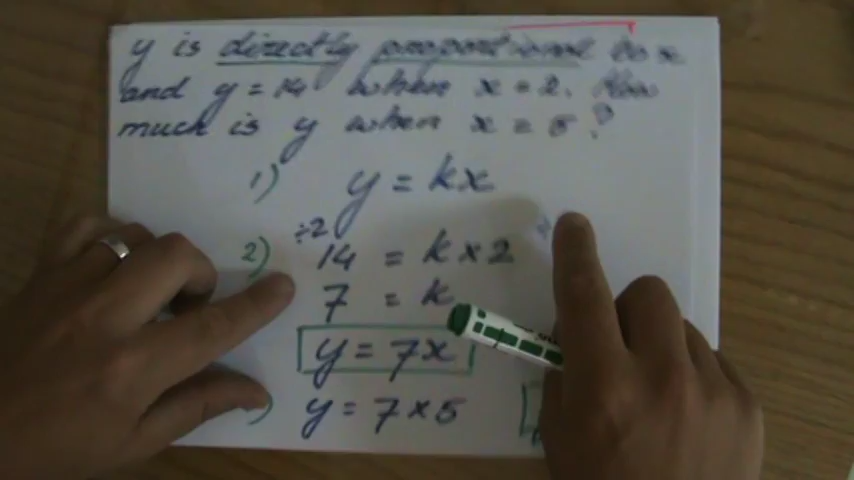 y is directly proportional to x
and y = 14 when x = 2. How
much is y when x = 5?
1) y = kx
÷2
2) 14 = k x 2
7 = k
y = 7x
) y = 7 x 5